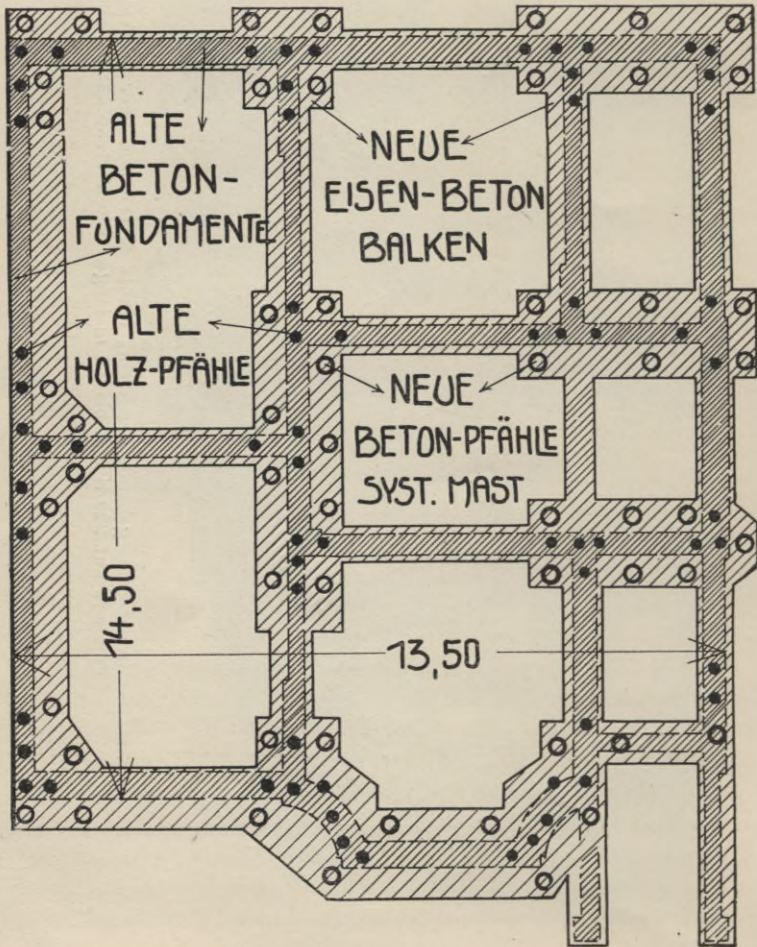 ALTE
BETON-
FUNDAMENTE
NEUE
EISEN-BETON
BALKEN
ALTE
HOLZ-PFÄHLE
NEUE
BETON-PFÄHLE
SYST. MAST
14,50
13,50